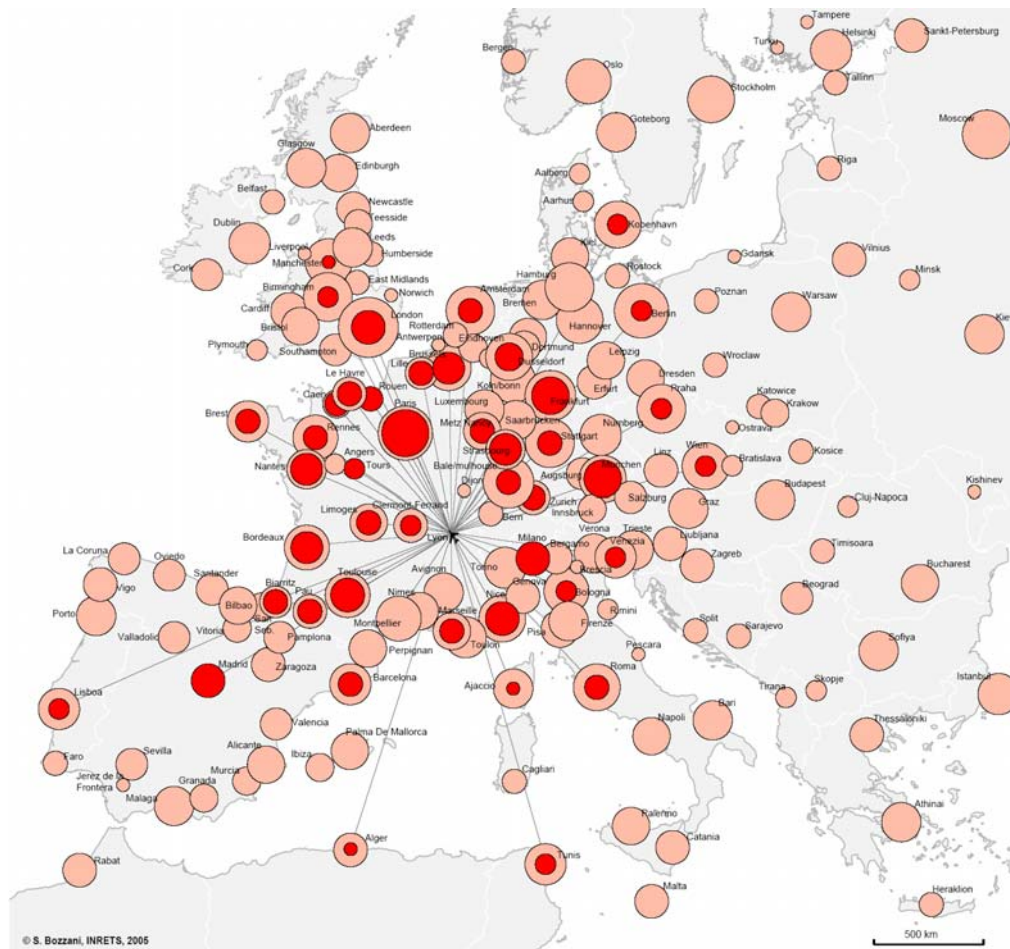 Tampere
Bergen
Turku
Helsinki
Sankt-Petersburg
Oslo
Tallinn
Stockholm
Moscow
Aberdeen
Goteborg
Glasgow
Edinburgh
Riga
Aalborg
Belfast
Aarhus
Newcastle
Teesside
Dublin
Kobenhavn
Leeds
Kiel
Liverpool
Humberside
Manchester
Gdansk
Vilnius
Cork
Hamburg
Rostock
East Midlands
Minsk
Birmingham
Amsterdam
Bremen
Norwich
Poznan
Cardiff
London
Berlin
Warsaw
Bristol
Rotterdam
Hannover
Kie
Antwerpen
Eindhoven
Plymouth
Southampton
Dortmund
Brussels
Leipzig
Lille
Dusseldorf
Wroclaw
Le Havre
Dresden
Koln/bonn
Caen
Rouen
Erfurt
Praha
Katowice
Luxembourg
Frankfurt
Paris
Krakow
Brest
Saarbrucken
Metz Nancy
Rennes
Nurnberg
Ostrava
Stuttgart
Strasbourg
Wien
Kosice
Angers
Linz
Bale/mulhouse
Nantes
Tours
Munchen
Bratislava
Augsburg
Dijon
Budapest
Kishinev
Zurich
Salzburg
Cluj-Napoca
Clermont-Ferrand
Limoges
Innsbruck
Graz
Bern
Bordeaux
Lyon
Verona
Trieste
Ljubljana
Milano
Bergamo
Venezia
Timisoara
La Coruna
Oviedo
Zagreb
Avignon
Torino
Brescia
Santander
Toulouse
Biarritz
Genova
Bucharest
Vigo
Pau
Nimes
Nice
Bologna
Beograd
Porto
Bilbao
Marseille
Rimini
San
Seb.
Montpellier
Firenze
Split
Valladolid
Vitoria
Pamplona
Toulon
Pisa
Sarajevo
Sofiya
Perpignan
Pescara
Madrid
Zaragoza
Lisboa
Barcelona
Ajaccio
Roma
Skopje
Istanbul
Tirana
Bari
Valencia
Napoli
Thessaloniki
Palma De Mallorca
Faro
Sevilla
Alicante
Ibiza
Jerez de la
Frontera
Granada
Murcia
Cagliari
Malaga
Palermo
Athinai
Alger
Catania
Rabat
Tunis
Malta
Heraklion
© S. Bozzani, INRETS, 2005
500 km